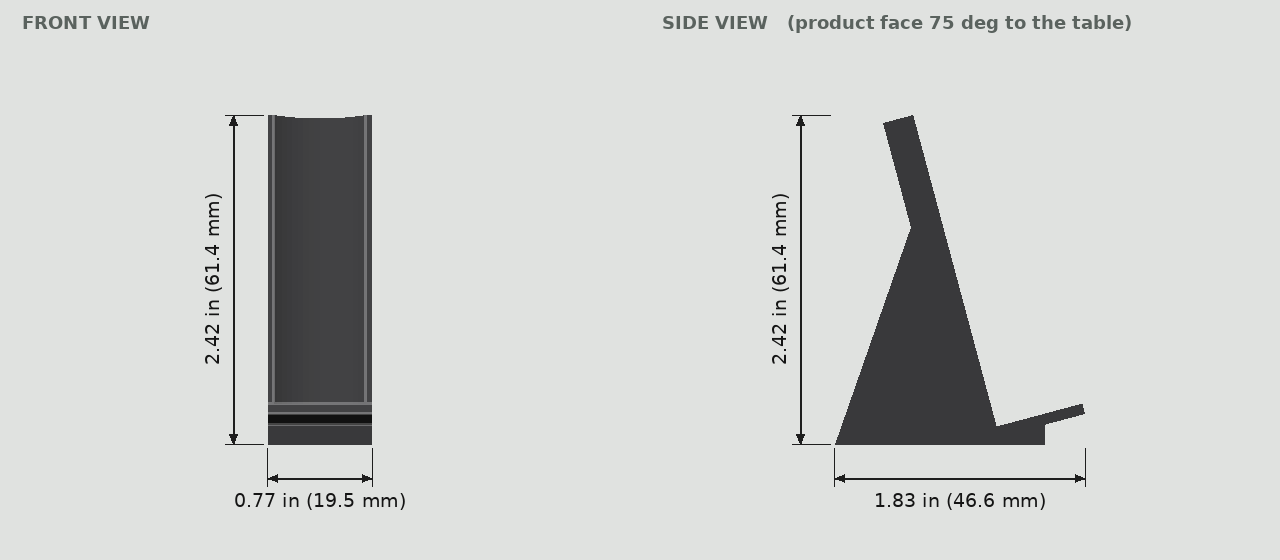 FRONT VIEW
SIDE VIEW (product face 75 deg to the table)
2.42 in (61.4 mm)
2.42 in (61.4 mm)
0.77 in (19.5 mm)
1.83 in (46.6 mm)